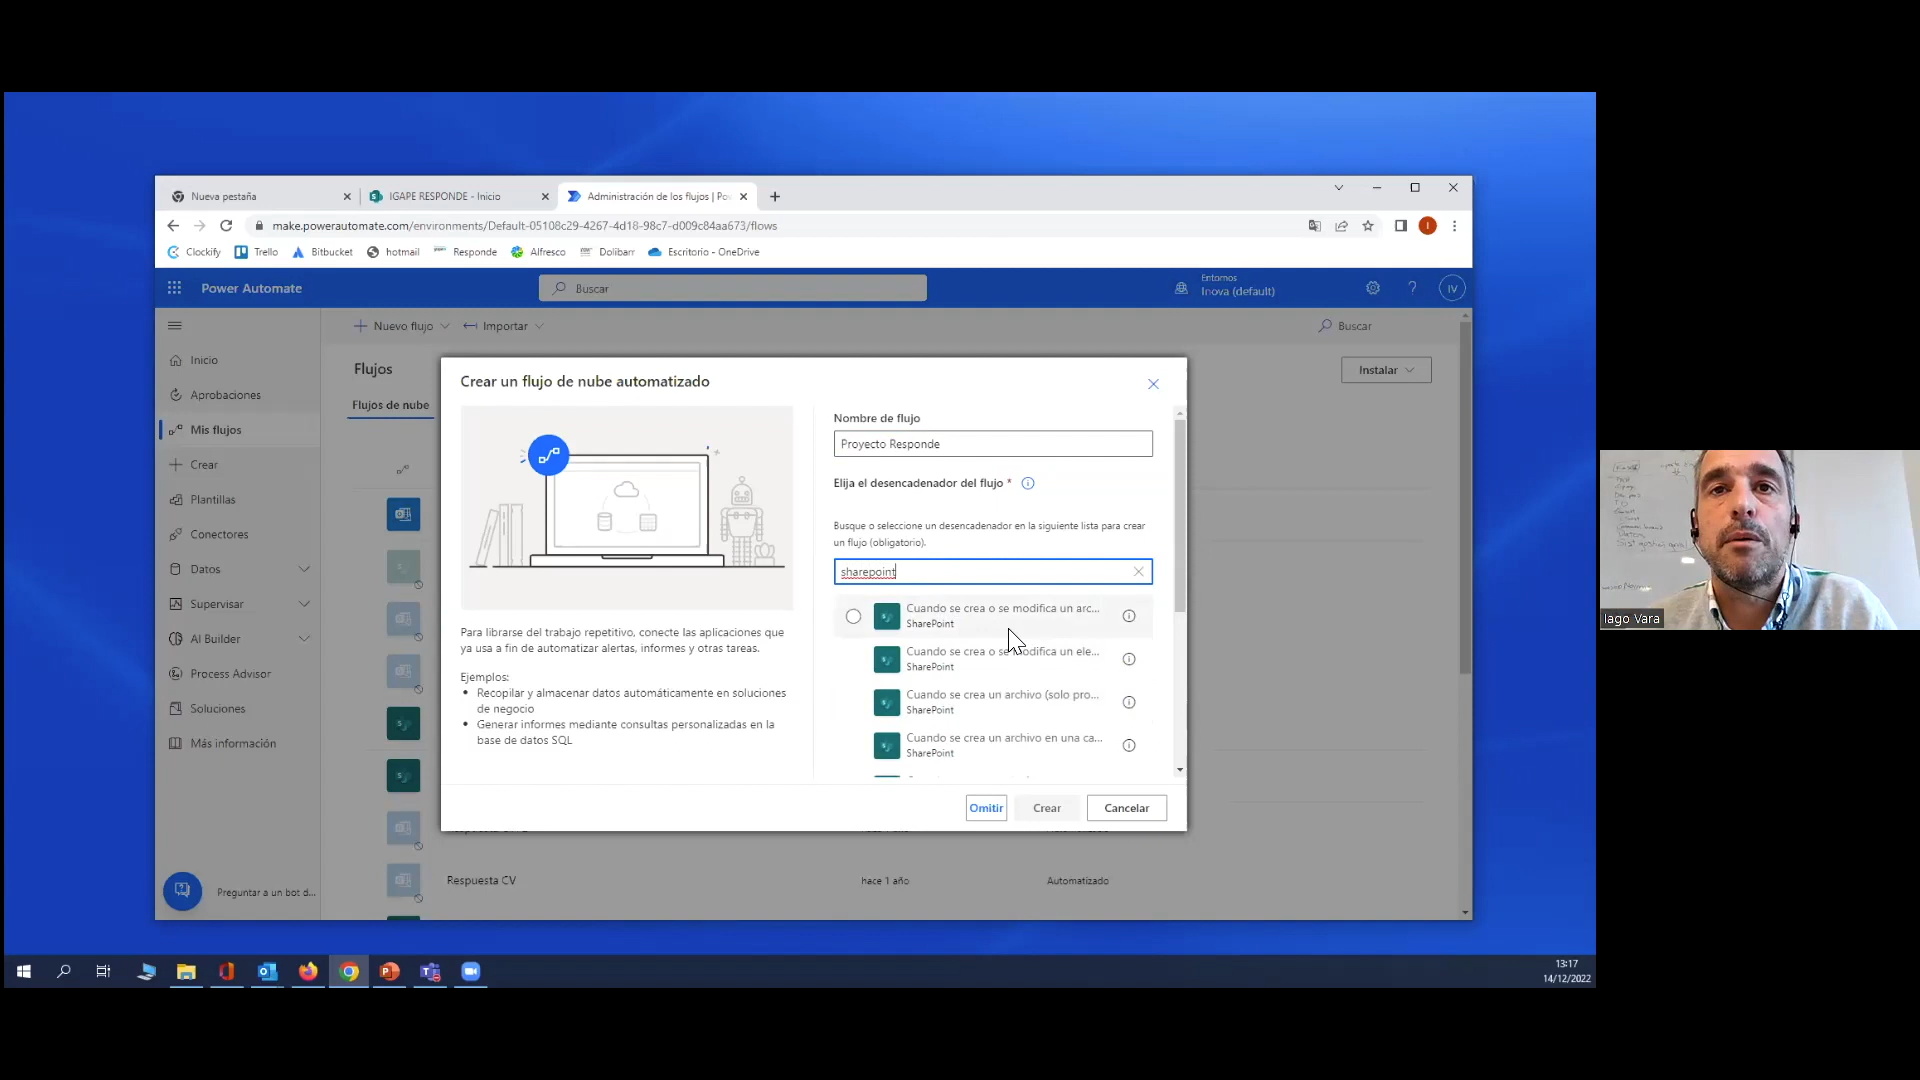 Nueva pestaña
IGAPE RESPONDE - Inicio
Administración de los flujos | Po
make.powerautomate.com/environments/Default-05108c29-4267-4d18-98c7-d009c84aa673/flows
Clockify
Trello
Bitbucket
hotmail
Responde
Alfresco
Dolibarr
Escritorio - OneDrive
Power Automate
Buscar
Entornos
Inova (default)
IV
Inicio
Aprobaciones
Mis flujos
Crear
Plantillas
Conectores
Datos
Supervisar
AI Builder
Process Advisor
Soluciones
Más información
Preguntar a un bot d...
Nuevo flujo
Importar
Buscar
Flujos
Instalar
Flujos de nube
Crear un flujo de nube automatizado
Para librarse del trabajo repetitivo, conecte las aplicaciones que
ya usa a fin de automatizar alertas, informes y otras tareas.
Ejemplos:
• Recopilar y almacenar datos automáticamente en soluciones
de negocio
• Generar informes mediante consultas personalizadas en la
base de datos SQL
Nombre de flujo
Proyecto Responde
Elija el desencadenador del flujo *
Busque o seleccione un desencadenador en la siguiente lista para crear
un flujo (obligatorio).
sharepoint
Cuando se crea o se modifica un arc...
SharePoint
Cuando se crea o se modifica un ele...
SharePoint
Cuando se crea un archivo (solo pro...
SharePoint
Cuando se crea un archivo en una ca...
SharePoint
Omitir
Crear
Cancelar
Respuesta CV
hace 1 año
Automatizado
13:17
14/12/2022
Iago Vara